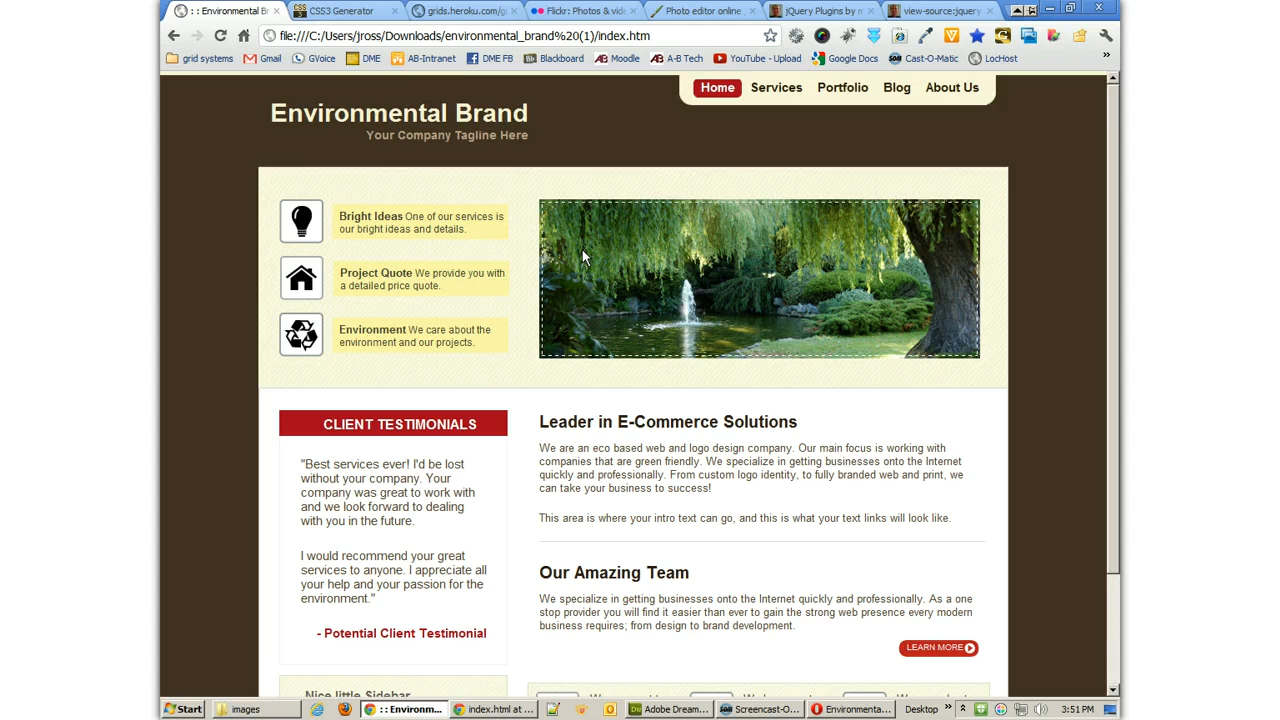 : : Environmental Br
CSS3 Generator
grids.heroku.com/g
Flickr: Photos & vid
Photo editor online
jQuery Plugins by m
view-source:jquery
file:///C:/Users/jross/Downloads/environmental_brand%20(1)/index.htm
grid systems
Gmail
GVoice
DME
AB-Intranet
DME FB
Blackboard
Moodle
A-B Tech
YouTube - Upload
Google Docs
Cast-O-Matic
LocHost
Home
Services
Portfolio
Blog
About Us
Environmental Brand
Your Company Tagline Here
Bright Ideas One of our services is
our bright ideas and details.
Project Quote We provide you with
a detailed price quote.
Environment We care about the
environment and our projects.
CLIENT TESTIMONIALS
"Best services ever! I'd be lost
without your company. Your
company was great to work with
and we look forward to dealing
with you in the future.
I would recommend your great
services to anyone. I appreciate all
your help and your passion for the
environment."
- Potential Client Testimonial
Nice little Sidebar
Leader in E-Commerce Solutions
We are an eco based web and logo design company. Our main focus is working with
companies that are green friendly. We specialize in getting businesses onto the Internet
quickly and professionally. From custom logo identity, to fully branded web and print, we
can take your business to success!
This area is where your intro text can go, and this is what your text links will look like.
Our Amazing Team
We specialize in getting businesses onto the Internet quickly and professionally. As a one
stop provider you will find it easier than ever to gain the strong web presence every modern
business requires; from design to brand development.
LEARN MORE
Start
images
: : Environm...
index.html at ...
Adobe Dream...
Screencast-O...
Environmenta...
Desktop
3:51 PM